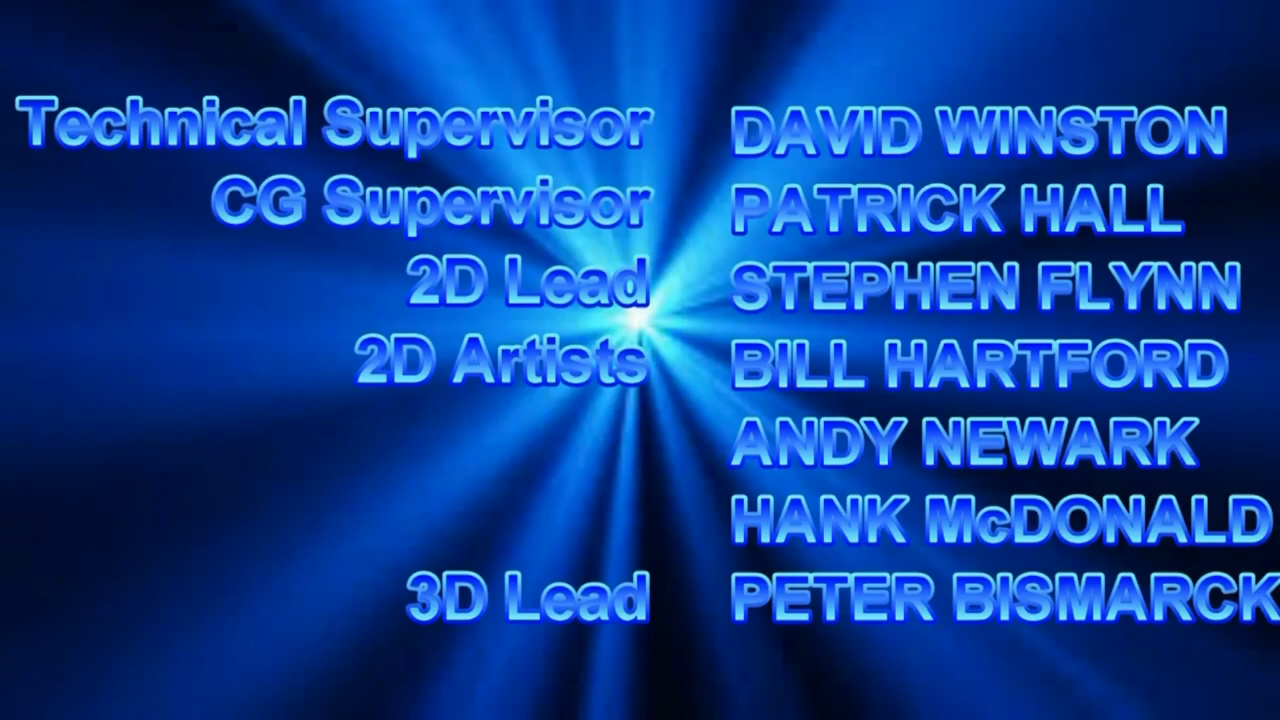 Technical Supervisor DAVID WINSTON
CG Supervisor PATRICK HALL
2D Lead STEPHEN FLYNN
2D Artists BILL HARTFORD
ANDY NEWARK
HANK McDONALD
3D Lead PETER BISMARCK